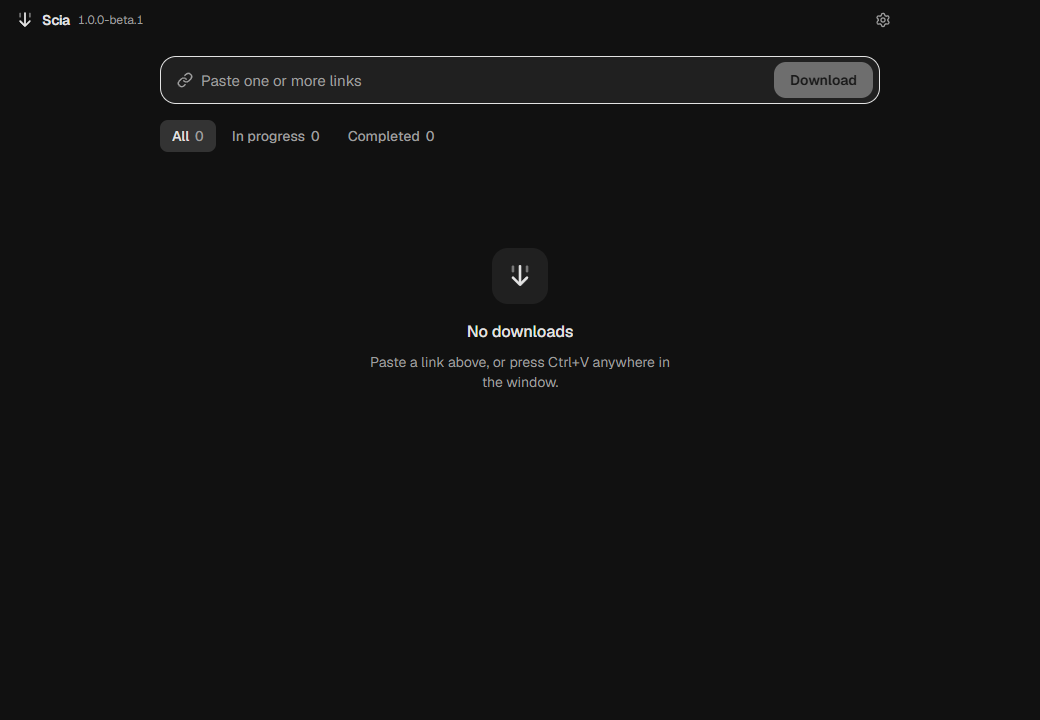 Scia 1.0.0-beta.1
Paste one or more links
Download
All 0
In progress 0
Completed 0
No downloads
Paste a link above, or press Ctrl+V anywhere in
the window.